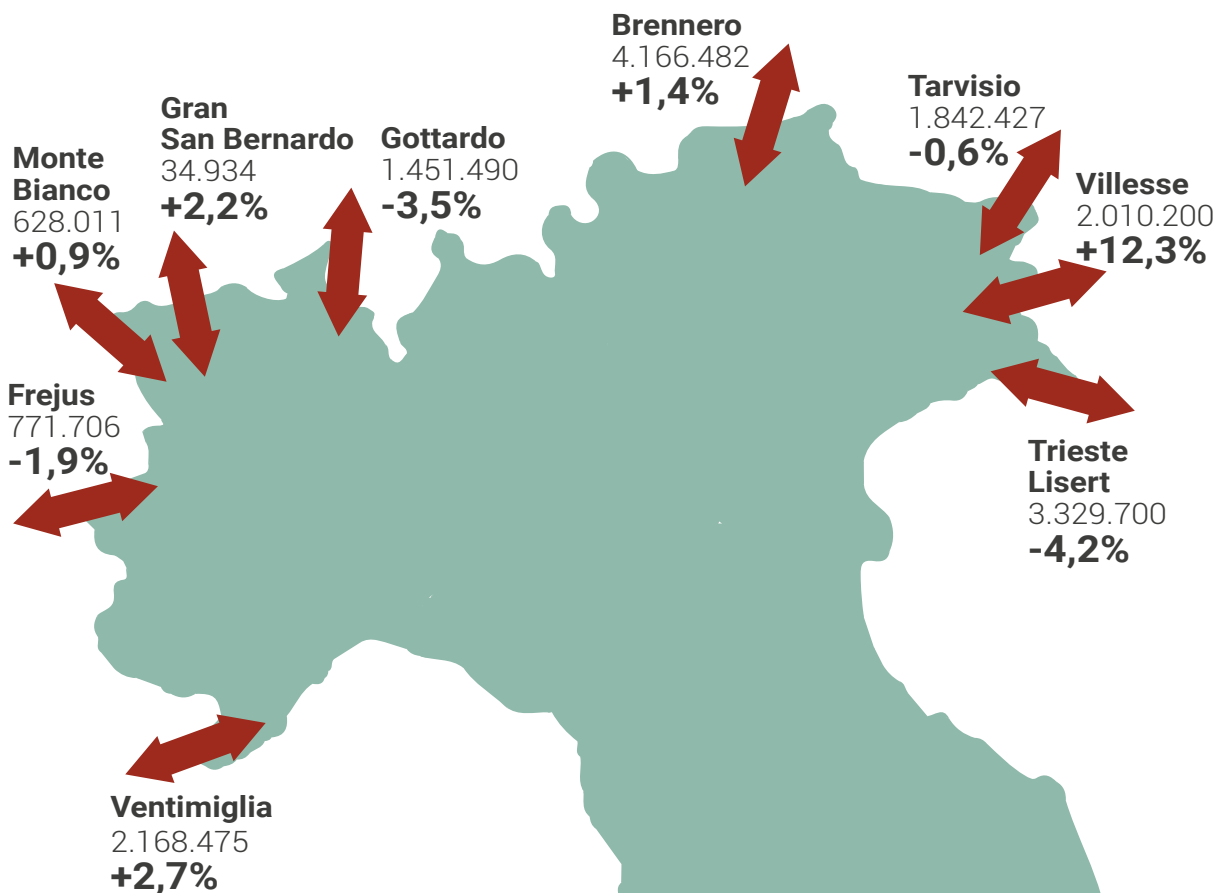 Brennero
4.166.482
+1,4%
Tarvisio
1.842.427
-0,6%
Gran
San Bernardo
34.934
+2,2%
Gottardo
1.451.490
-3,5%
Monte
Bianco
628.011
+0,9%
Villesse
2.010.200
+12,3%
Frejus
771.706
-1,9%
Trieste
Lisert
3.329.700
-4,2%
Ventimiglia
2.168.475
+2,7%